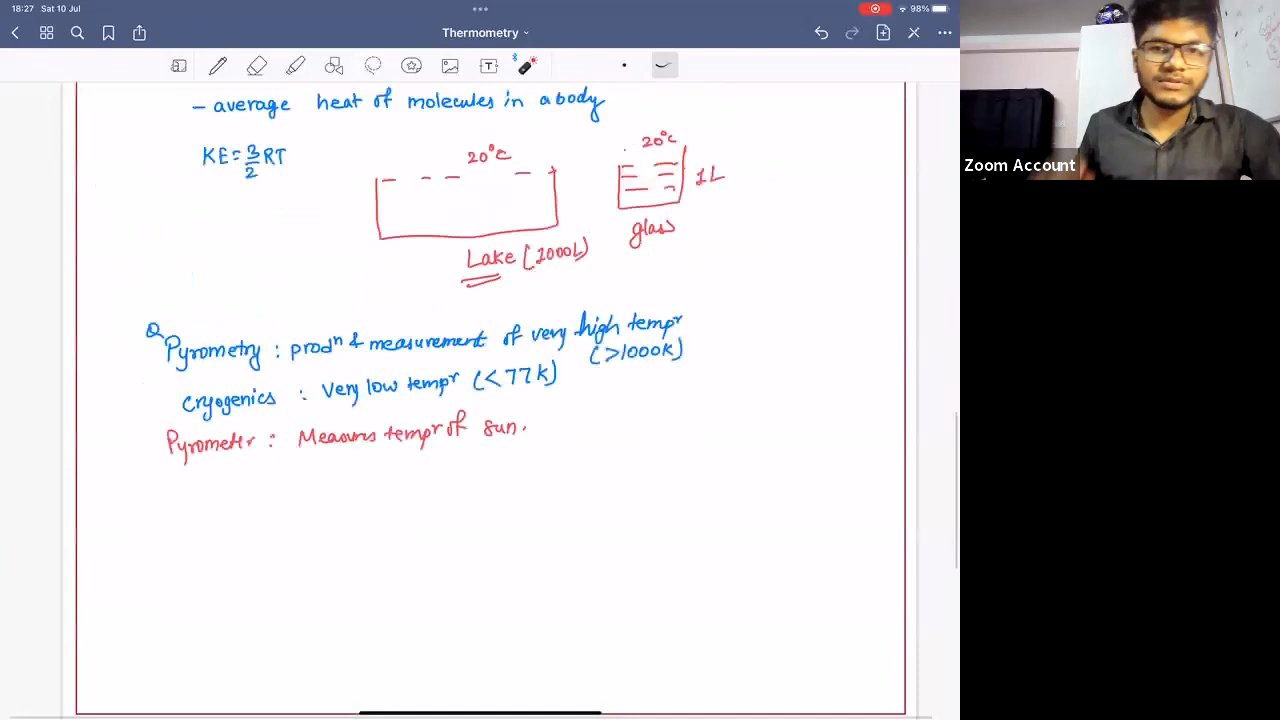 18:27 Sat 10 Jul
98%
Thermometry
T
– average heat of molecules in a body
KE = 3/2 RT
20°C
20°C
1L
glass
Lake (1000L)
Q
Pyrometry : prodⁿ & measurement of very high tempʳ
(>1000K)
Cryogenics : Very low tempʳ (<77K)
Pyrometer : Measures tempʳ of sun.
Zoom Account